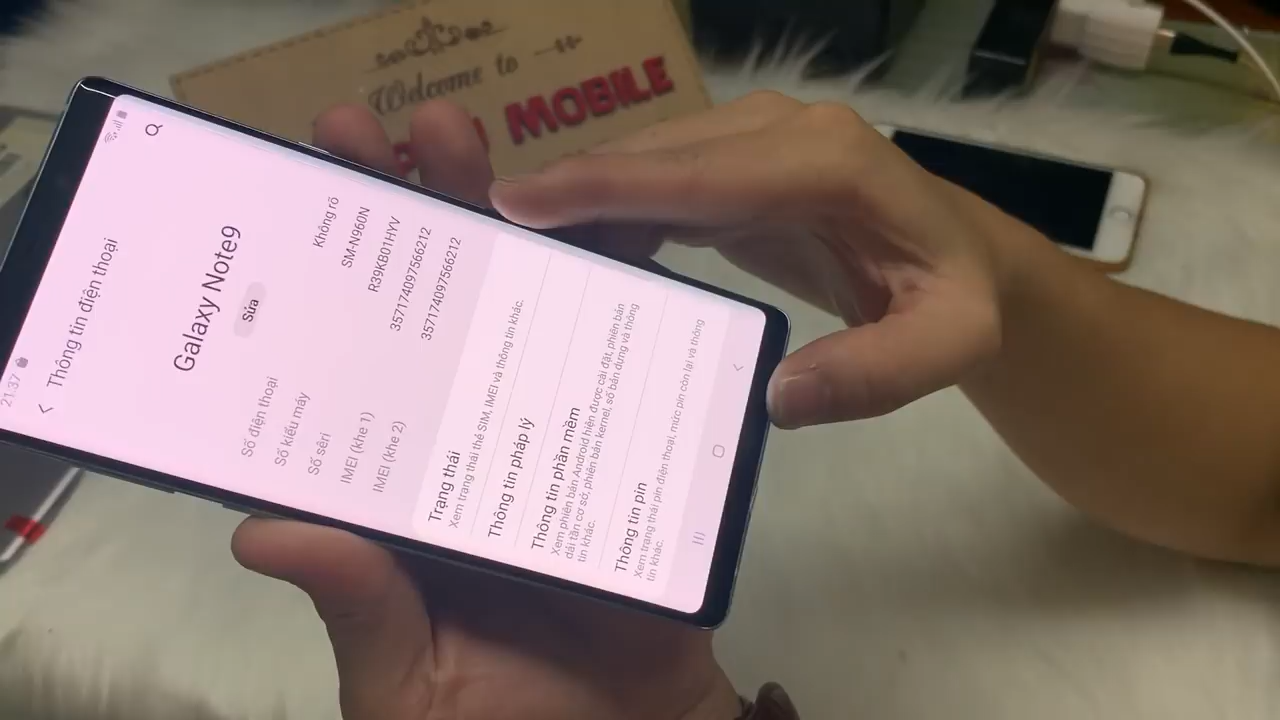 Welcome to
MOBILE
21:37
Thông tin điện thoại
Galaxy Note9
Sửa
Số điện thoại Không rõ
Số kiểu máy SM-N960N
Số sêri R39KB01HYV
IMEI (khe 1) 357174097566212
IMEI (khe 2) 357174097566212
Trạng thái
Xem trạng thái thẻ SIM, IMEI và thông tin khác.
Thông tin pháp lý
Thông tin phần mềm
Xem phiên bản Android hiện được cài đặt, phiên bản
dải tần cơ sở, phiên bản kernel, số bản dựng và thông
tin khác.
Thông tin pin
Xem trạng thái pin điện thoại, mức pin còn lại và thông
tin khác.